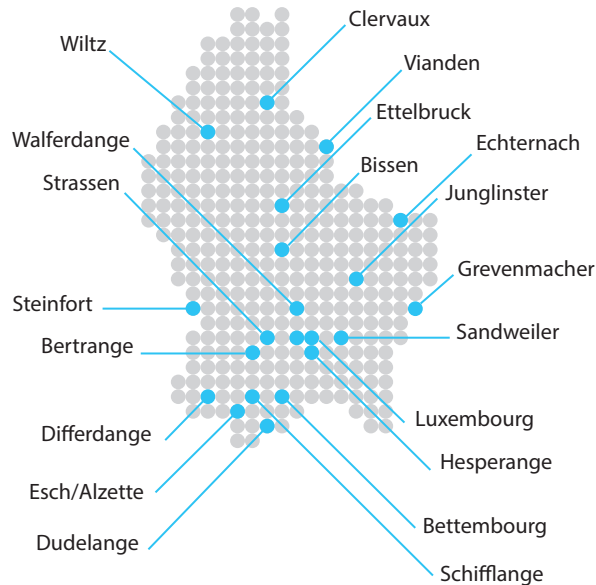 Clervaux
Wiltz
Vianden
Ettelbruck
Walferdange
Echternach
Bissen
Strassen
Junglinster
Grevenmacher
Steinfort
Sandweiler
Bertrange
Luxembourg
Differdange
Hesperange
Esch/Alzette
Bettembourg
Dudelange
Schifflange